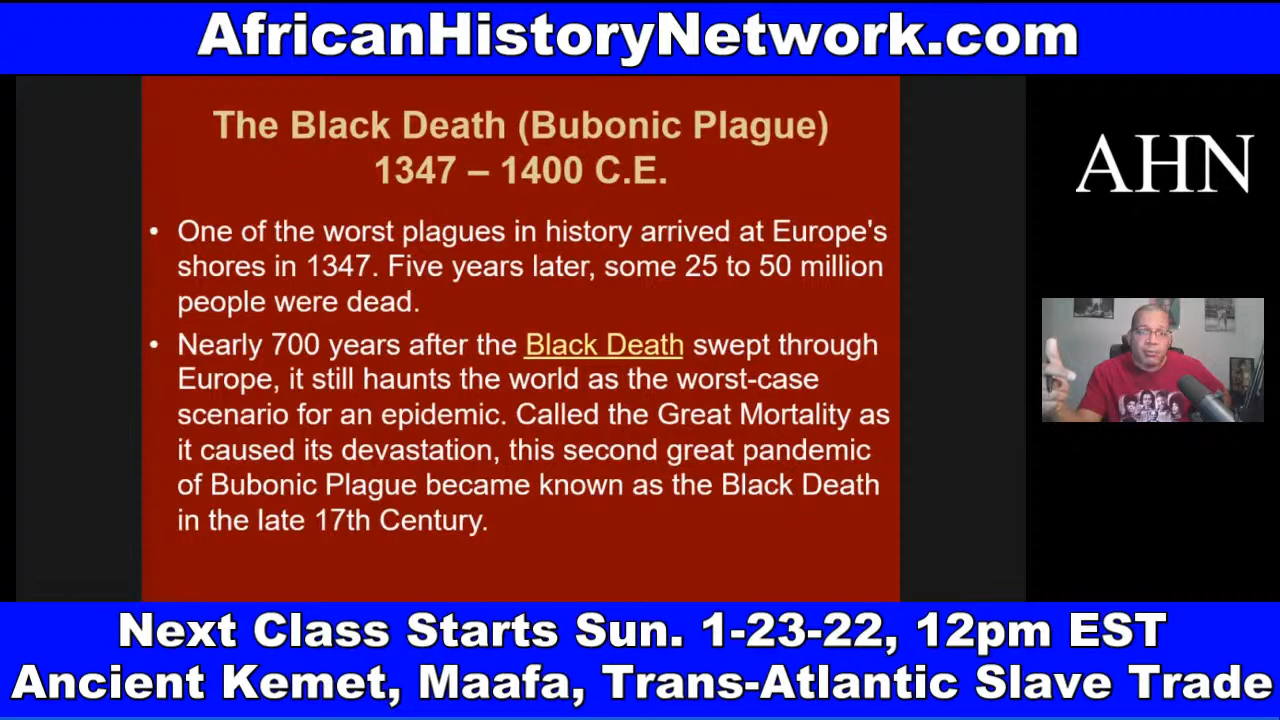 AfricanHistoryNetwork.com
The Black Death (Bubonic Plague)
1347 – 1400 C.E.
• One of the worst plagues in history arrived at Europe's
shores in 1347. Five years later, some 25 to 50 million
people were dead.
• Nearly 700 years after the Black Death swept through
Europe, it still haunts the world as the worst-case
scenario for an epidemic. Called the Great Mortality as
it caused its devastation, this second great pandemic
of Bubonic Plague became known as the Black Death
in the late 17th Century.
AHN
Next Class Starts Sun. 1-23-22, 12pm EST
Ancient Kemet, Maafa, Trans-Atlantic Slave Trade